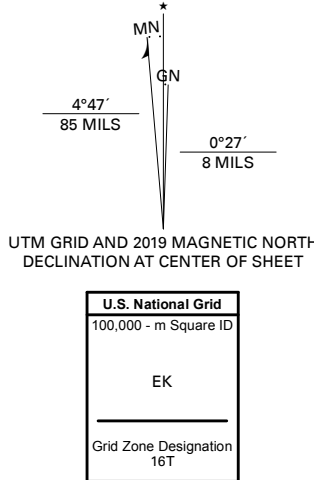 MN
GN
4°47´
85 MILS
0°27´
8 MILS
UTM GRID AND 2019 MAGNETIC NORTH
DECLINATION AT CENTER OF SHEET
U.S. National Grid
100,000 - m Square ID
EK
Grid Zone Designation
16T